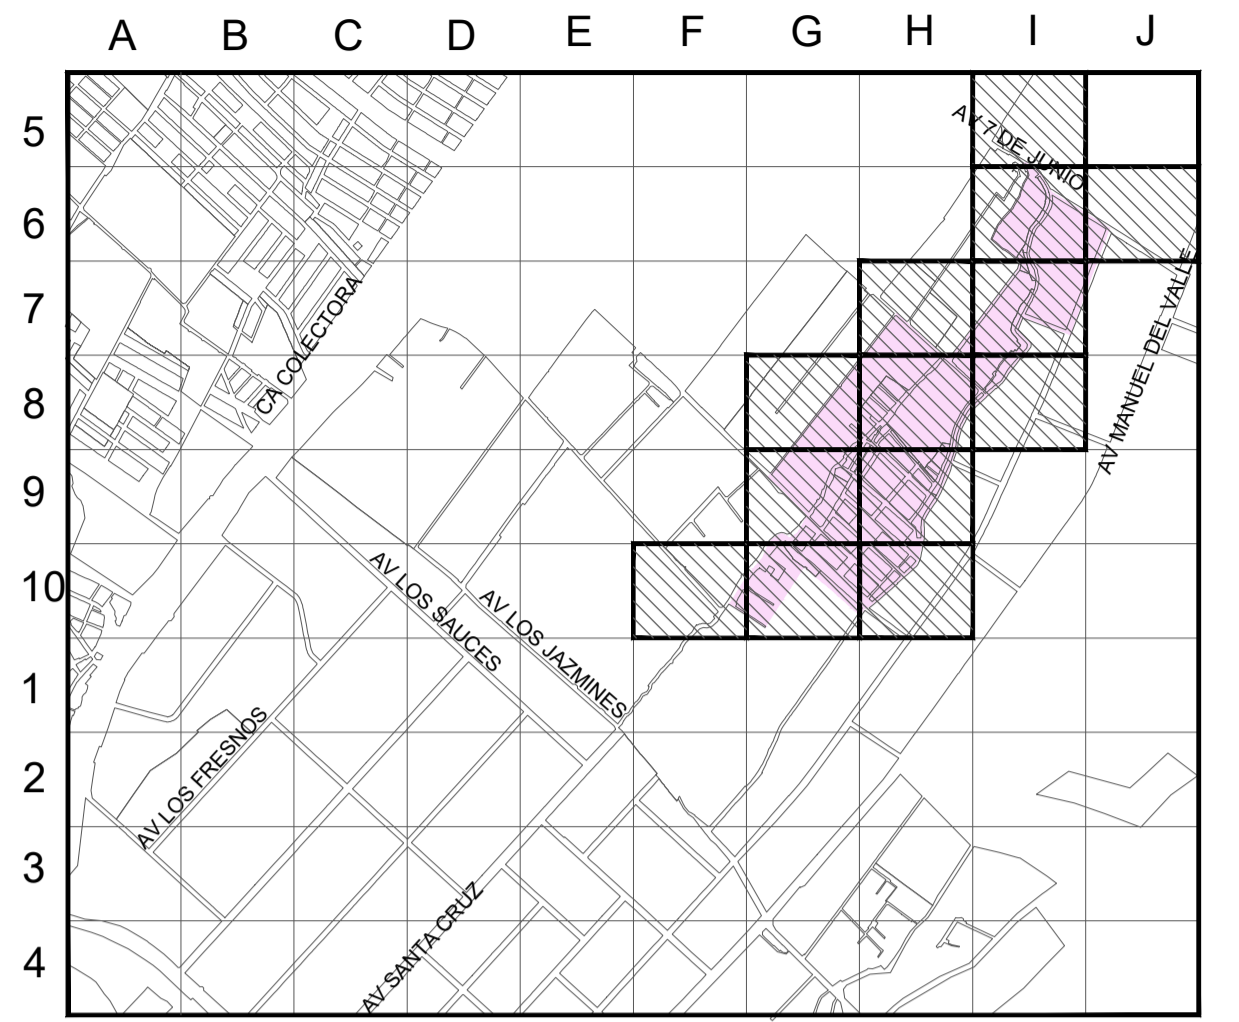 A B C D E F G H I J
5
AV 7 DE JUNIO
6
7
CA COLECTORA
AV MANUEL DEL VALLE
8
9
10
AV LOS SAUCES
AV LOS JAZMINES
1
AV LOS FRESNOS
2
3
AV SANTA CRUZ
4